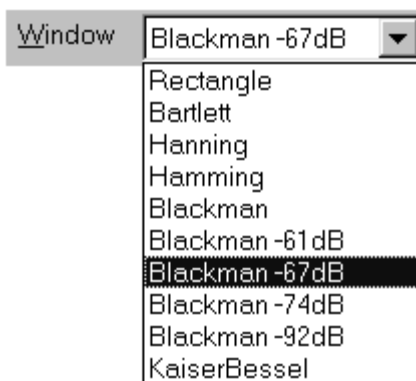 Window Blackman -67dB
Rectangle
Bartlett
Hanning
Hamming
Blackman
Blackman -61dB
Blackman -67dB
Blackman -74dB
Blackman -92dB
KaiserBessel